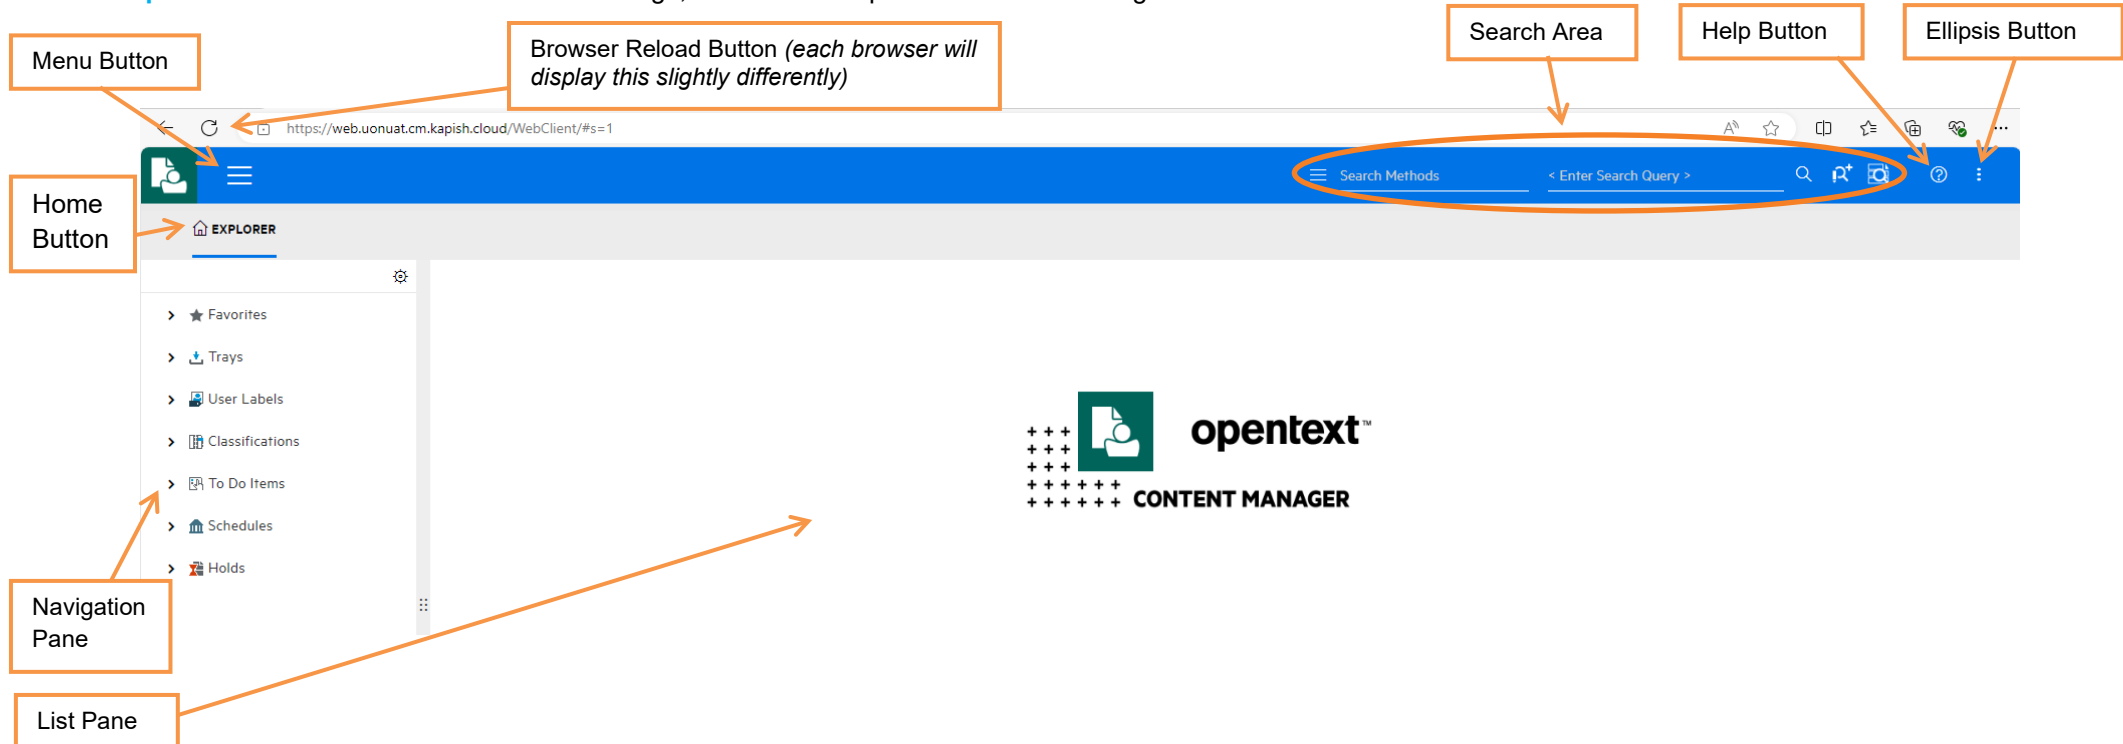 Search Area
Help Button
Ellipsis Button
Menu Button
Browser Reload Button (each browser will
display this slightly differently)
https://web.uonuat.cm.kapish.cloud/WebClient/#s=1
Search Methods
< Enter Search Query >
Home
Button
EXPLORER
Favorites
Trays
User Labels
Classifications
To Do Items
Schedules
Holds
opentext™
CONTENT MANAGER
Navigation
Pane
List Pane